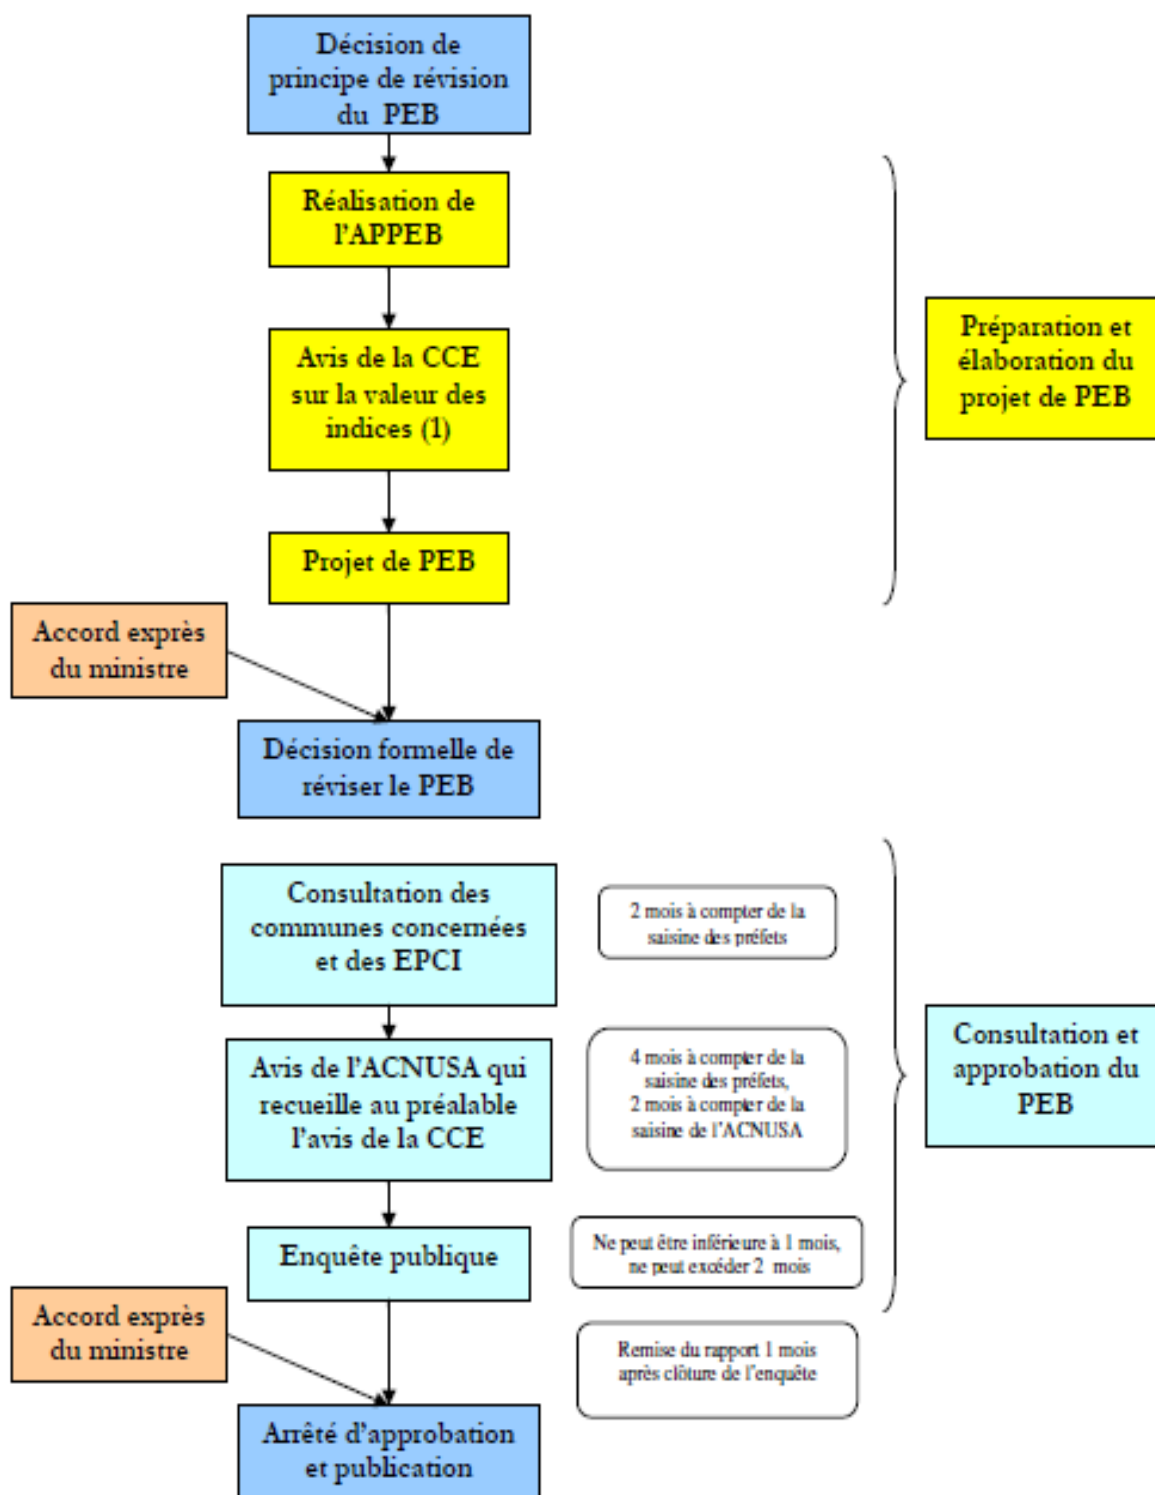 Décision de
principe de révision
du PEB
Réalisation de
l'APPEB
Avis de la CCE
sur la valeur des
indices (1)
Projet de PEB
Préparation et
élaboration du
projet de PEB
Accord exprès
du ministre
Décision formelle de
réviser le PEB
Consultation des
communes concernées
et des EPCI
2 mois à compter de la
saisine des préfets
Avis de l'ACNUSA qui
recueille au préalable
l'avis de la CCE
4 mois à compter de la
saisine des préfets,
2 mois à compter de la
saisine de l'ACNUSA
Consultation et
approbation du
PEB
Enquête publique
Ne peut être inférieure à 1 mois,
ne peut excéder 2 mois
Accord exprès
du ministre
Remise du rapport 1 mois
après clôture de l'enquête
Arrêté d'approbation
et publication